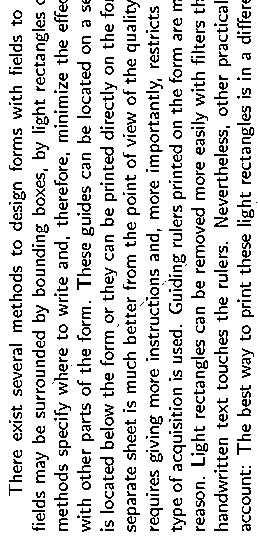 There exist several methods to design forms with fields to
fields may be surrounded by bounding boxes, by light rectangles
methods specify where to write and, therefore, minimize the effec
with other parts of the form. These guides can be located on a se
is located below the form or they can be printed directly on the for
separate sheet is much better from the point of view of the quality
requires giving more instructions and, more importantly, restricts
type of acquisition is used. Guiding rulers printed on the form are m
reason. Light rectangles can be removed more easily with filters th
handwritten text touches the rulers. Nevertheless, other practical
account: The best way to print these light rectangles is in a differe